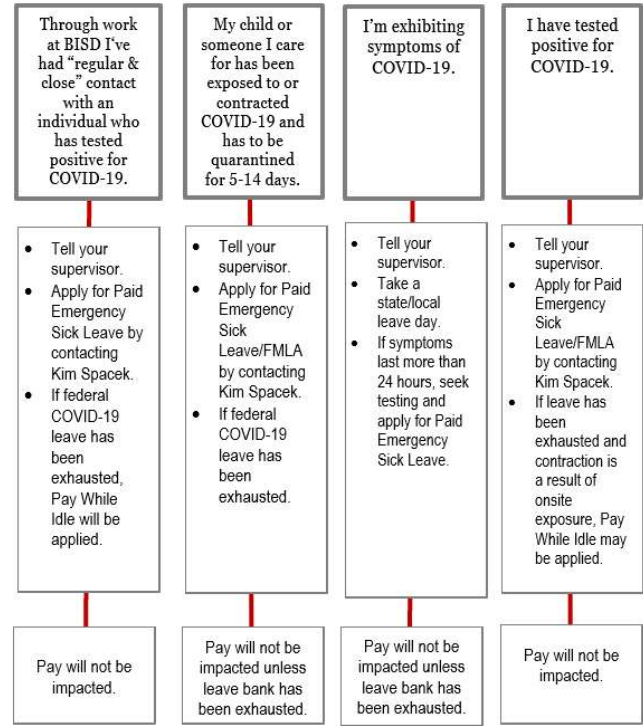 Through work
at BISD I've
had “regular &
close” contact
with an
individual who
has tested
positive for
COVID-19.
My child or
someone I care
for has been
exposed to or
contracted
COVID-19 and
has to be
quarantined
for 5-14 days.
I'm exhibiting
symptoms of
COVID-19.
I have tested
positive for
COVID-19.
• Tell your
supervisor.
• Apply for Paid
Emergency
Sick Leave by
contacting
Kim Spacek.
• If federal
COVID-19
leave has
been
exhausted,
Pay While
Idle will be
applied.
• Tell your
supervisor.
• Apply for Paid
Emergency
Sick
Leave/FMLA
by contacting
Kim Spacek.
• If federal
COVID-19
leave has
been
exhausted.
• Tell your
supervisor.
• Take a
state/local
leave day.
• If symptoms
last more than
24 hours, seek
testing and
apply for Paid
Emergency
Sick Leave.
• Tell your
supervisor.
• Apply for Paid
Emergency
Sick
Leave/FMLA
by contacting
Kim Spacek.
• If leave has
been
exhausted and
contraction is
a result of
onsite
exposure, Pay
While Idle may
be applied.
Pay will not be
impacted.
Pay will not be
impacted unless
leave bank has
been exhausted.
Pay will not be
impacted unless
leave bank has
been exhausted.
Pay will not be
impacted.